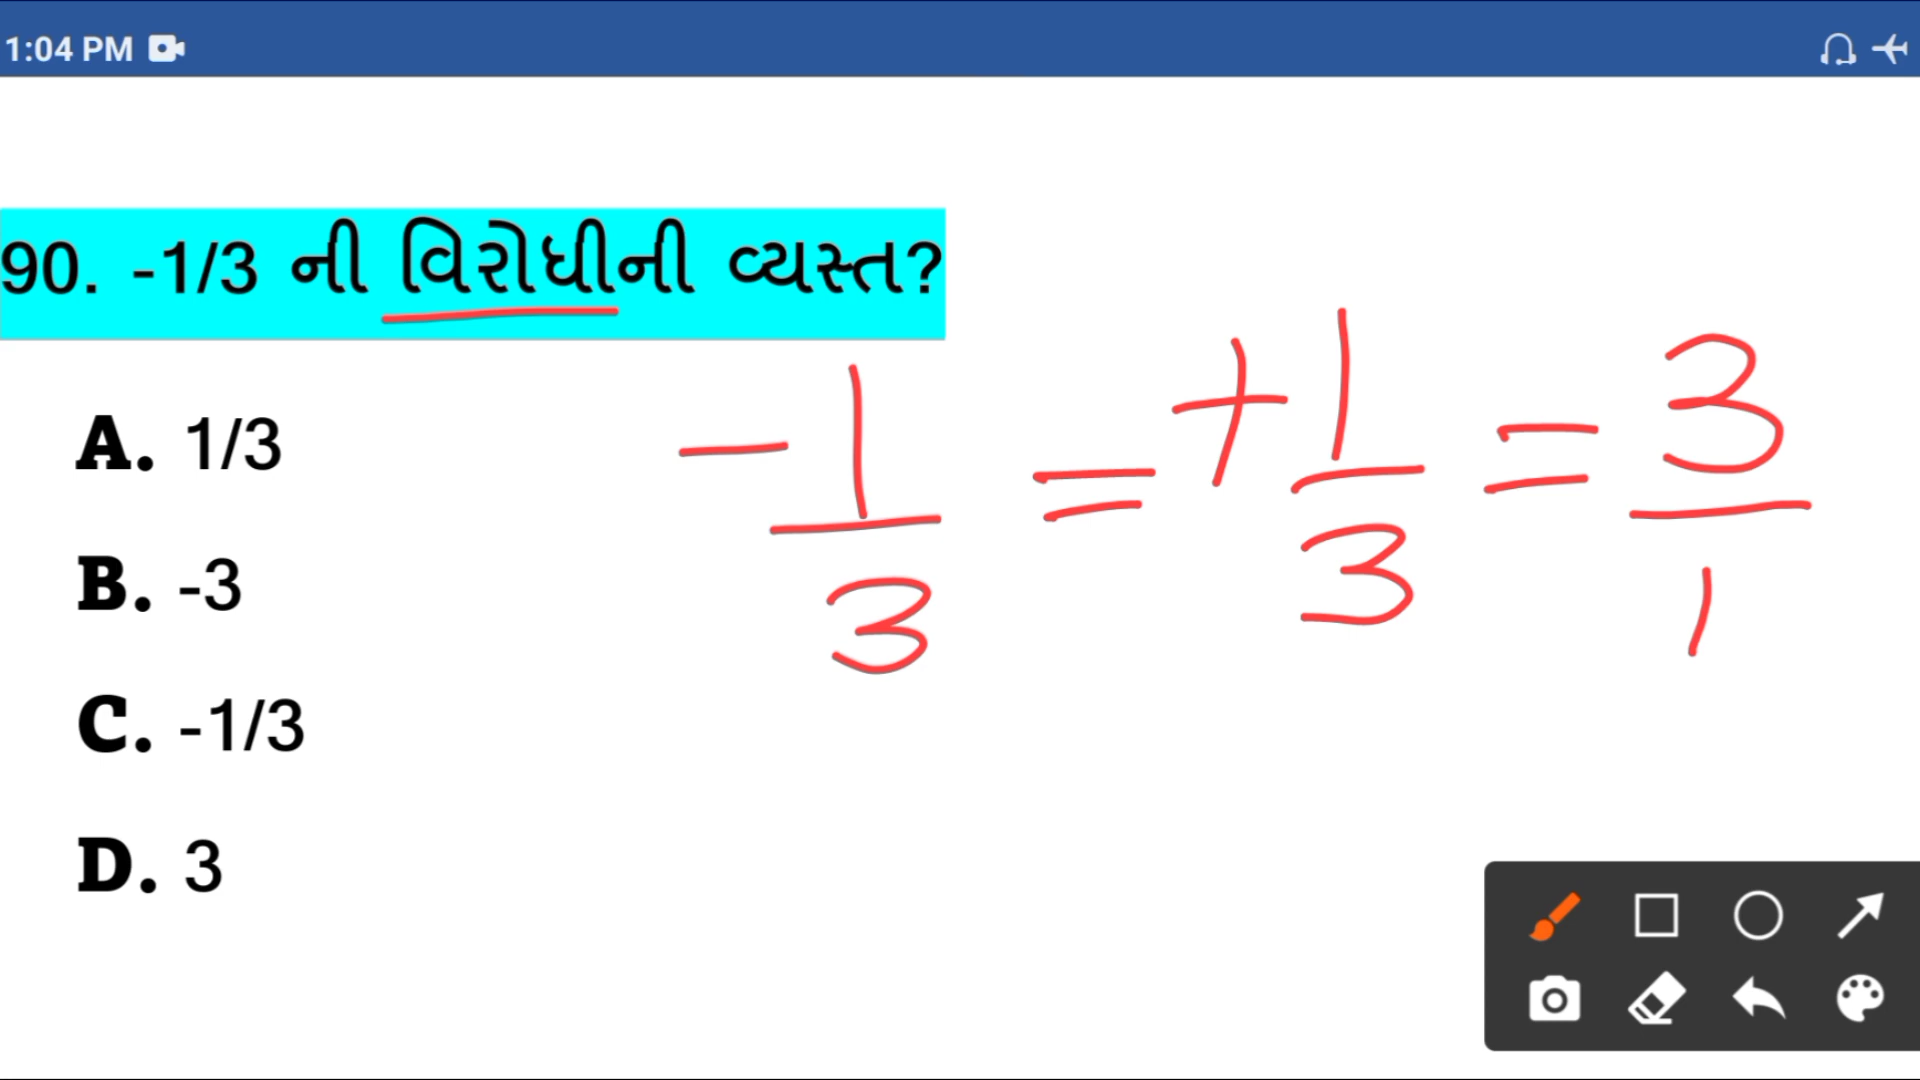 1:04 PM
90. -1/3 ની વિરોધીની વ્યસ્ત?
A. 1/3
B. -3
C. -1/3
D. 3
-1/3 = +1/3 = 3/1